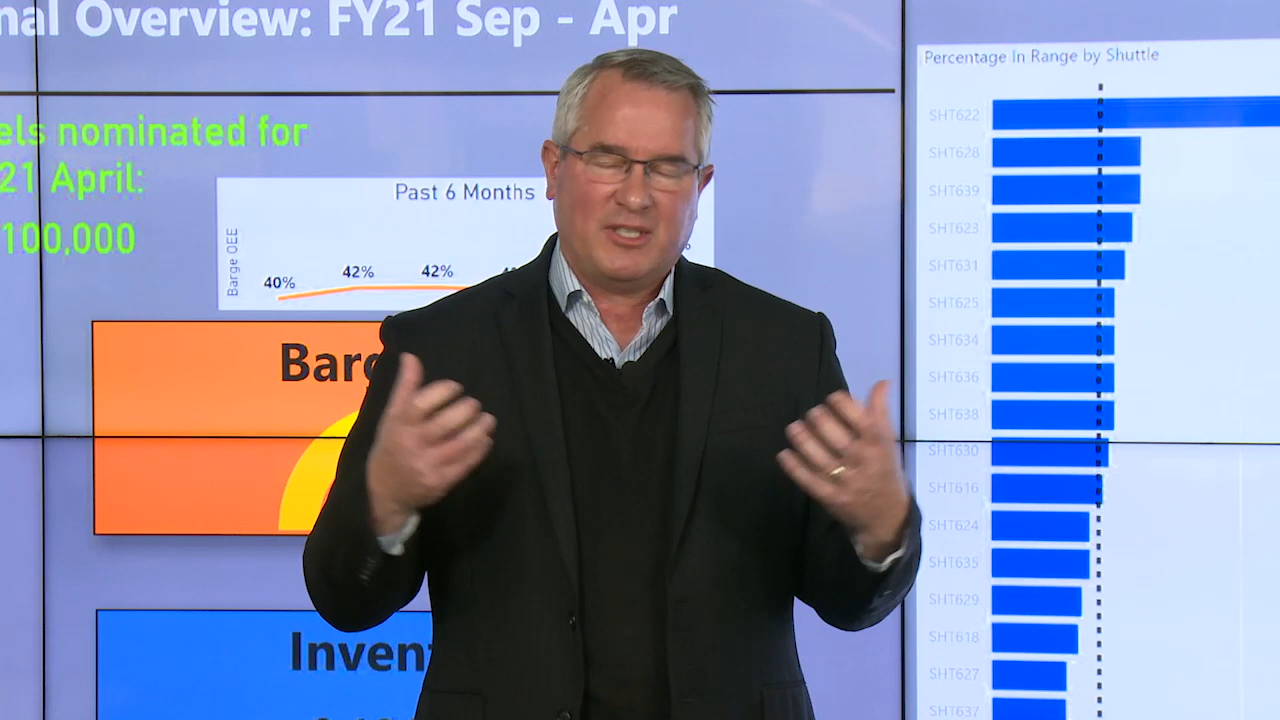 nal Overview: FY21 Sep - Apr
els nominated for
21 April:
100,000
Past 6 Months
Barge OEE
40%
42%
42%
%
Barg
Invent
Percentage In Range by Shuttle
SHT622
SHT628
SHT639
SHT623
SHT631
SHT625
SHT634
SHT636
SHT638
SHT630
SHT616
SHT624
SHT635
SHT629
SHT618
SHT627
SHT637